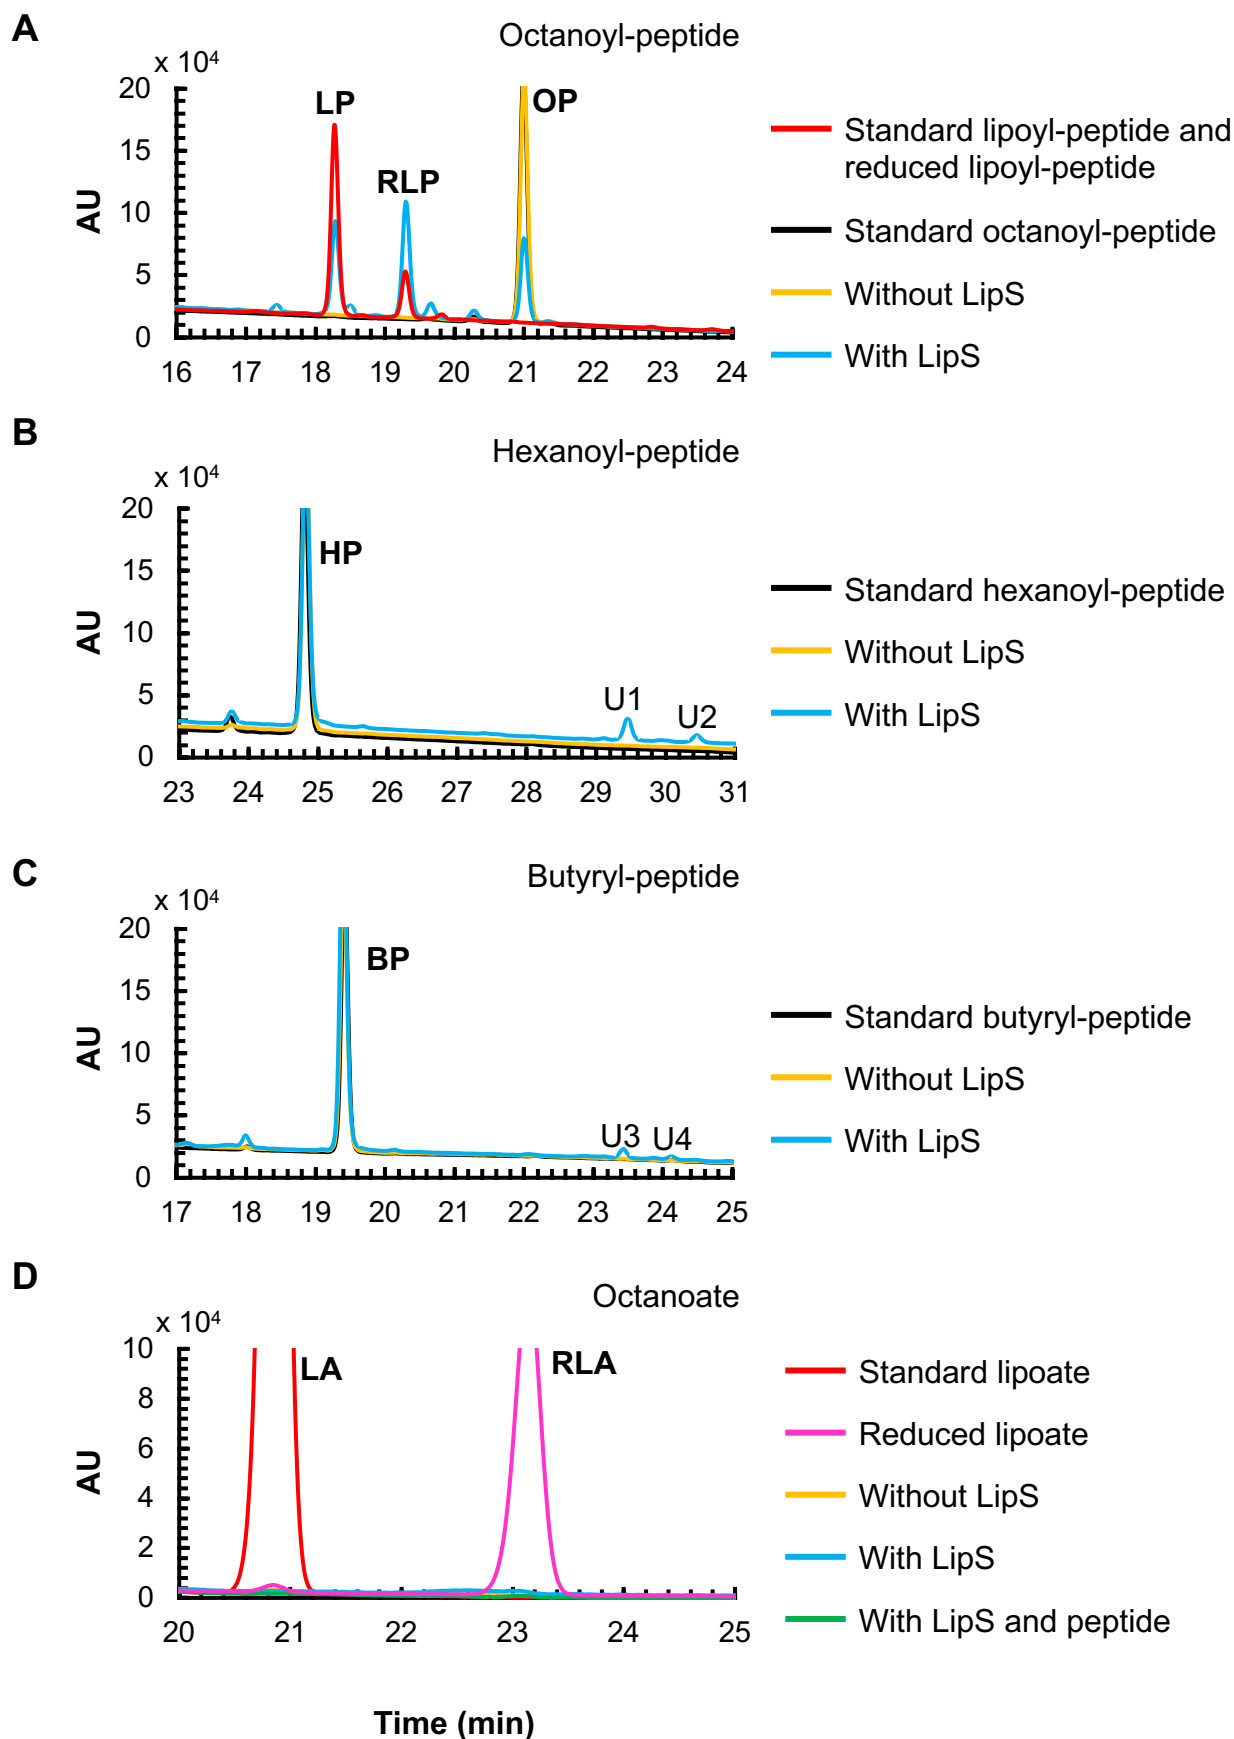 A
Octanoyl-peptide
x 10⁴
20
15
10
5
0
AU
LP
RLP
OP
16 17 18 19 20 21 22 23 24
Standard lipoyl-peptide and
reduced lipoyl-peptide
Standard octanoyl-peptide
Without LipS
With LipS
B
Hexanoyl-peptide
x 10⁴
20
15
10
5
0
AU
HP
U1
U2
23 24 25 26 27 28 29 30 31
Standard hexanoyl-peptide
Without LipS
With LipS
C
Butyryl-peptide
x 10⁴
20
15
10
5
0
AU
BP
U3 U4
17 18 19 20 21 22 23 24 25
Standard butyryl-peptide
Without LipS
With LipS
D
Octanoate
x 10⁴
10
8
6
4
2
0
AU
LA
RLA
20 21 22 23 24 25
Standard lipoate
Reduced lipoate
Without LipS
With LipS
With LipS and peptide
Time (min)